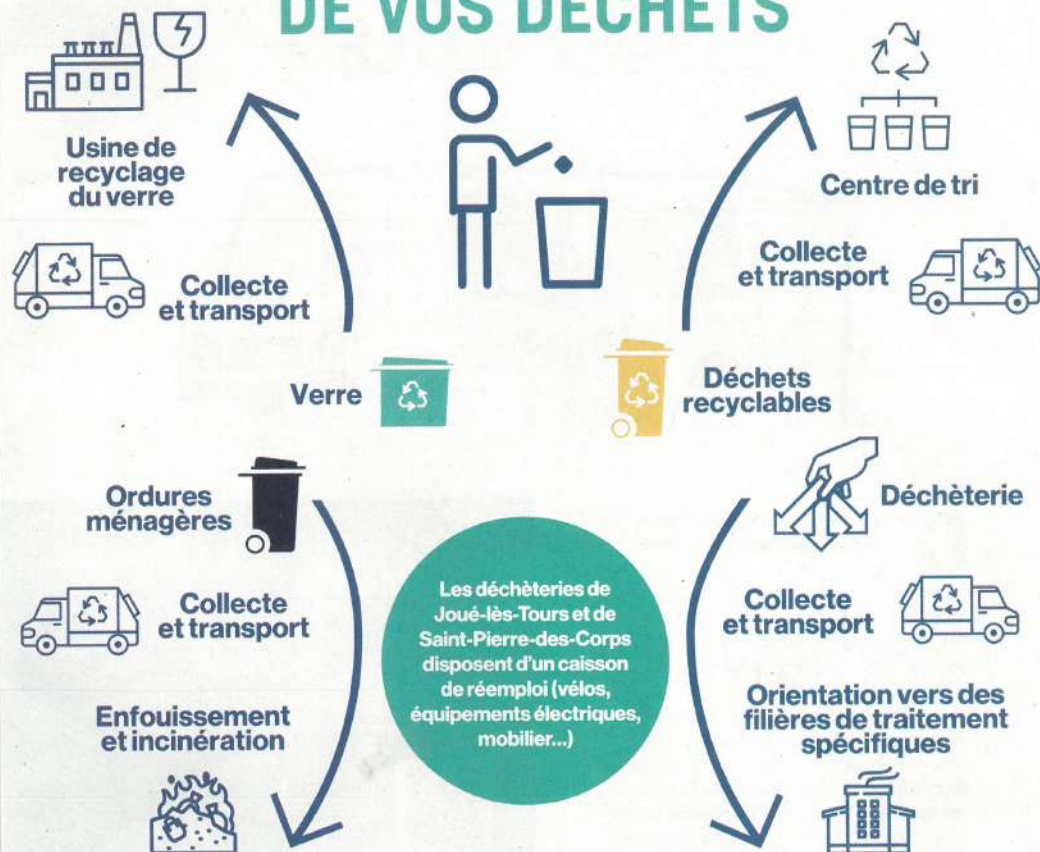 DE VOS DÉCHETS
Usine de
recyclage
du verre
Collecte
et transport
Verre
Centre de tri
Collecte
et transport
Déchets
recyclables
Ordures
ménagères
Collecte
et transport
Enfouissement
et incinération
Les déchèteries de
Joué-lès-Tours et de
Saint-Pierre-des-Corps
disposent d'un caisson
de réemploi (vélos,
équipements électriques,
mobilier...)
Déchèterie
Collecte
et transport
Orientation vers des
filières de traitement
spécifiques